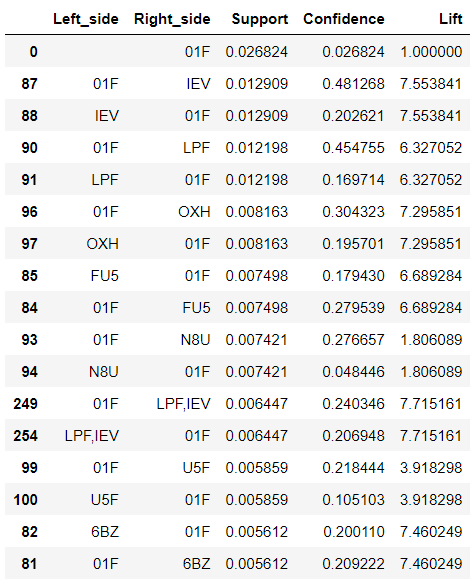 Left_side Right_side Support Confidence Lift
0 01F 0.026824 0.026824 1.000000
87 01F IEV 0.012909 0.481268 7.553841
88 IEV 01F 0.012909 0.202621 7.553841
90 01F LPF 0.012198 0.454755 6.327052
91 LPF 01F 0.012198 0.169714 6.327052
96 01F OXH 0.008163 0.304323 7.295851
97 OXH 01F 0.008163 0.195701 7.295851
85 FU5 01F 0.007498 0.179430 6.689284
84 01F FU5 0.007498 0.279539 6.689284
93 01F N8U 0.007421 0.276657 1.806089
94 N8U 01F 0.007421 0.048446 1.806089
249 01F LPF,IEV 0.006447 0.240346 7.715161
254 LPF,IEV 01F 0.006447 0.206948 7.715161
99 01F U5F 0.005859 0.218444 3.918298
100 U5F 01F 0.005859 0.105103 3.918298
82 6BZ 01F 0.005612 0.200110 7.460249
81 01F 6BZ 0.005612 0.209222 7.460249